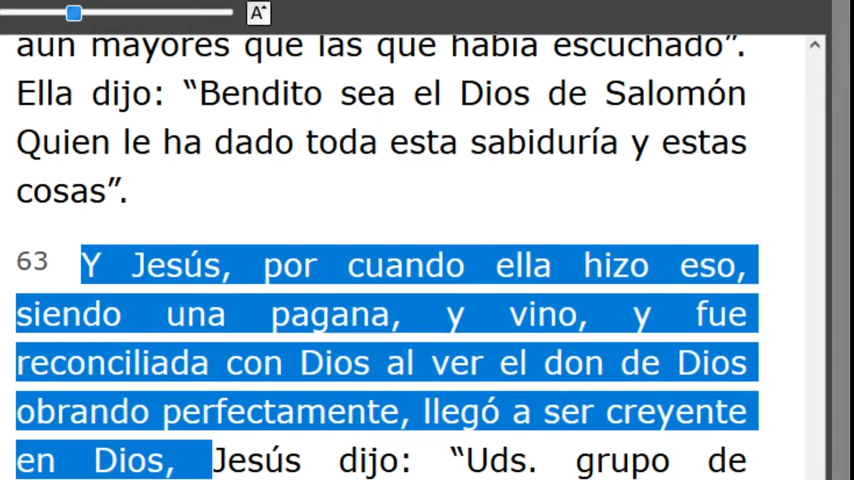 A
aún mayores que las que había escuchado”.
Ella dijo: “Bendito sea el Dios de Salomón
Quien le ha dado toda esta sabiduría y estas
cosas”.
63 Y Jesús, por cuando ella hizo eso,
siendo una pagana, y vino, y fue
reconciliada con Dios al ver el don de Dios
obrando perfectamente, llegó a ser creyente
en Dios, Jesús dijo: “Uds. grupo de